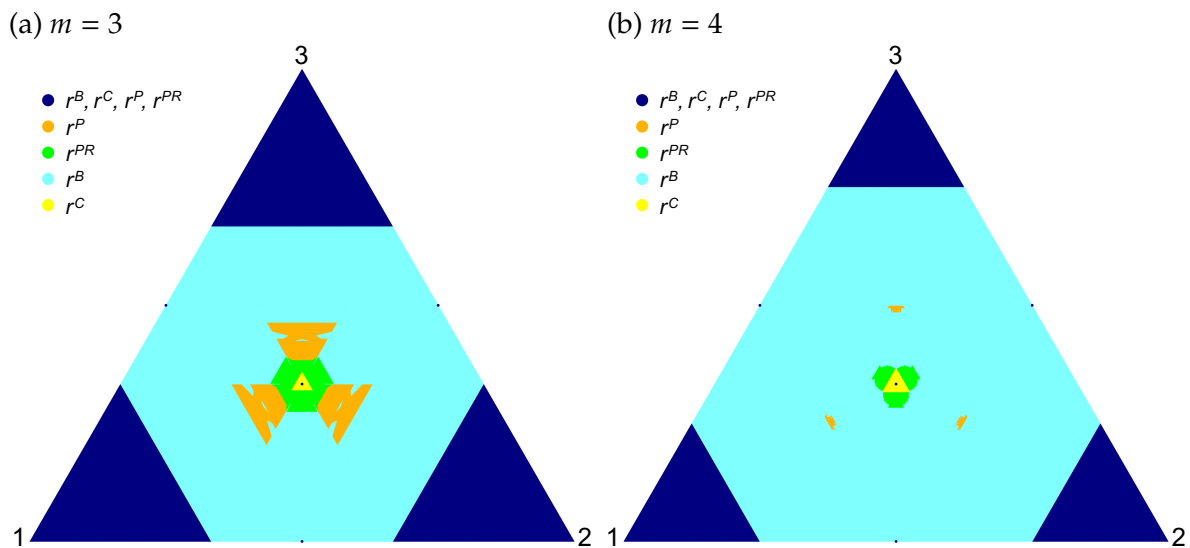 (a) m = 3
3
r^B, r^C, r^P, r^PR
r^P
r^PR
r^B
r^C
1
2
(b) m = 4
3
r^B, r^C, r^P, r^PR
r^P
r^PR
r^B
r^C
1
2